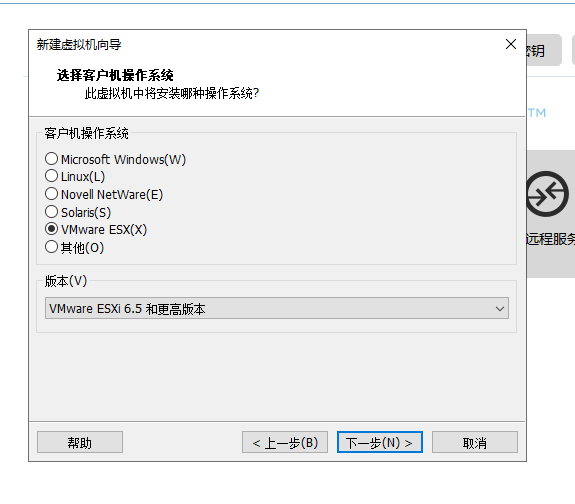 新建虚拟机向导
密钥
选择客户机操作系统
此虚拟机中将安装哪种操作系统?
TM
客户机操作系统
Microsoft Windows(W)
Linux(L)
Novell NetWare(E)
Solaris(S)
VMware ESX(X)
其他(O)
远程服务
版本(V)
VMware ESXi 6.5 和更高版本
帮助
< 上一步(B)
下一步(N) >
取消